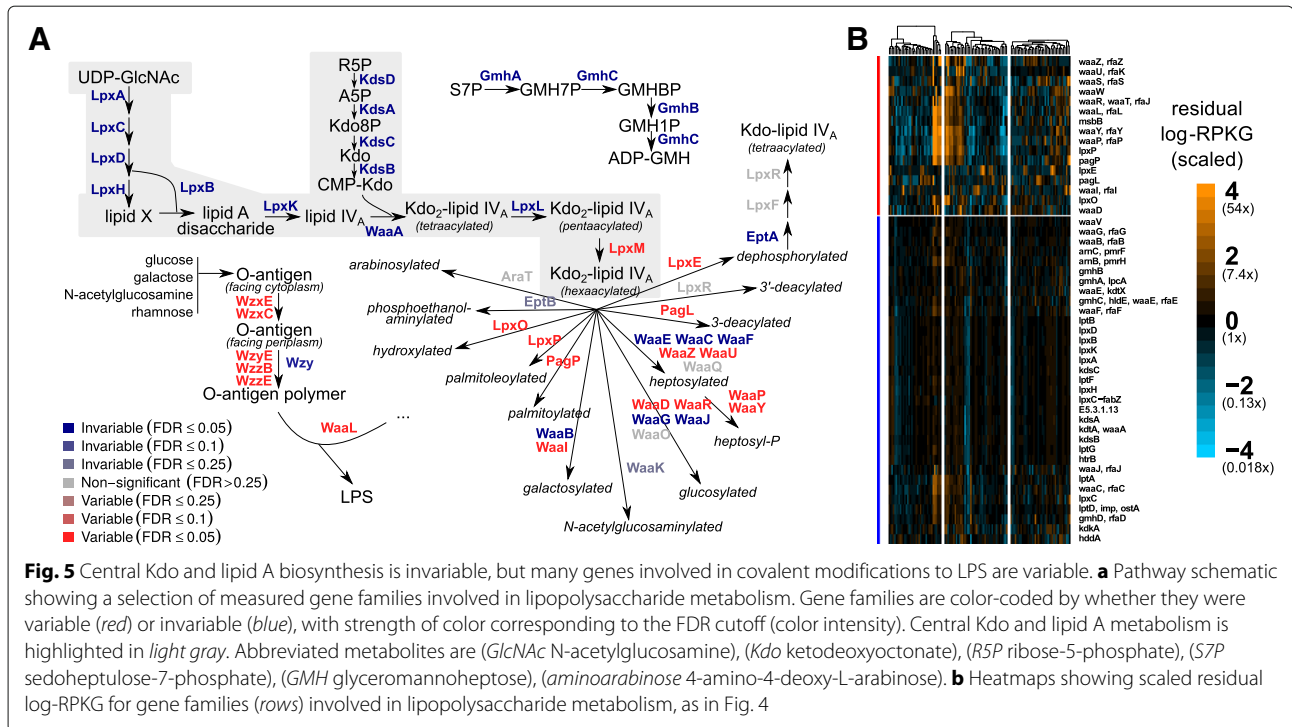 A
UDP-GlcNAc
LpxA
LpxC
LpxD
LpxH
LpxB
lipid X
lipid A
disaccharide
LpxK
lipid IVA
R5P
KdsD
A5P
KdsA
Kdo8P
KdsC
Kdo
KdsB
CMP-Kdo
WaaA
Kdo2-lipid IVA
(tetraacylated)
LpxL
Kdo2-lipid IVA
(pentaacylated)
LpxM
Kdo2-lipid IVA
(hexaacylated)
S7P
GmhA
GMH7P
GmhC
GMHBP
GmhB
GMH1P
GmhC
ADP-GMH
Kdo-lipid IVA
(tetraacylated)
LpxR
LpxF
EptA
dephosphorylated
LpxE
LpxR
3'-deacylated
PagL
3-deacylated
WaaE WaaC WaaF
WaaZ WaaU
WaaQ
heptosylated
WaaP
WaaY
heptosyl-P
WaaD WaaR
WaaG WaaJ
WaaO
glucosylated
WaaK
N-acetylglucosaminylated
WaaB
WaaI
galactosylated
PagP
palmitoylated
LpxP
palmitoleoylated
LpxO
hydroxylated
EptB
phosphoethanol-
aminylated
AraT
arabinosylated
glucose
galactose
N-acetylglucosamine
rhamnose
O-antigen
(facing cytoplasm)
WzxE
WzxC
O-antigen
(facing periplasm)
WzyE
WzzB
WzzE
Wzy
O-antigen polymer
WaaL
...
LPS
Invariable (FDR ≤ 0.05)
Invariable (FDR ≤ 0.1)
Invariable (FDR ≤ 0.25)
Non-significant (FDR>0.25)
Variable (FDR ≤ 0.25)
Variable (FDR ≤ 0.1)
Variable (FDR ≤ 0.05)
B
waaZ, rfaZ
waaU, rfaK
waaS, rfaS
waaW
waaR, waaT, rfaJ
waaL, rfaL
msbB
waaY, rfaY
waaP, rfaP
lpxP
pagP
lpxE
pagL
waaI, rfaI
lpxO
waaD
waaV
waaG, rfaG
waaB, rfaB
arnC, pmrF
arnB, pmrH
gmhB
gmhA, lpcA
waaE, kdtX
gmhC, hldE, waaE, rfaE
waaF, rfaF
lptB
lpxD
lpxB
lpxK
lpxA
kdsC
lptF
lpxH
lpxC-fabZ
E5.3.1.13
kdsA
kdtA, waaA
kdsB
lptG
htrB
waaJ, rfaJ
lptA
waaC, rfaC
lpxC
lptD, imp, ostA
gmhD, rfaD
kdkA
hddA
residual
log-RPKG
(scaled)
4
(54x)
2
(7.4x)
0
(1x)
−2
(0.13x)
−4
(0.018x)
Fig. 5 Central Kdo and lipid A biosynthesis is invariable, but many genes involved in covalent modifications to LPS are variable. a Pathway schematic
showing a selection of measured gene families involved in lipopolysaccharide metabolism. Gene families are color-coded by whether they were
variable (red) or invariable (blue), with strength of color corresponding to the FDR cutoff (color intensity). Central Kdo and lipid A metabolism is
highlighted in light gray. Abbreviated metabolites are (GlcNAc N-acetylglucosamine), (Kdo ketodeoxyoctonate), (R5P ribose-5-phosphate), (S7P
sedoheptulose-7-phosphate), (GMH glyceromannoheptose), (aminoarabinose 4-amino-4-deoxy-L-arabinose). b Heatmaps showing scaled residual
log-RPKG for gene families (rows) involved in lipopolysaccharide metabolism, as in Fig. 4